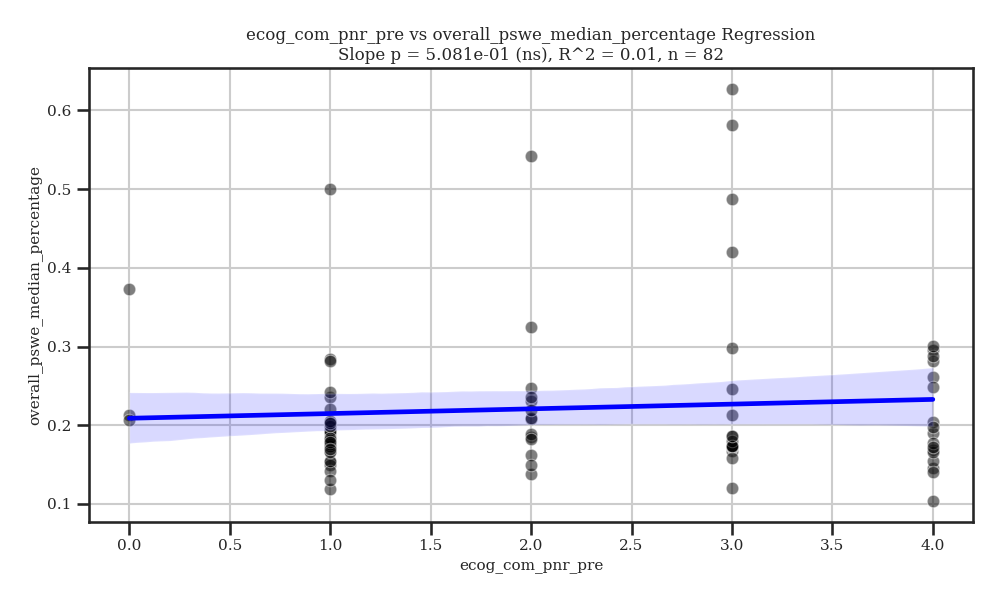 ecog_com_pnr_pre vs overall_pswe_median_percentage Regression
Slope p = 5.081e-01 (ns), R^2 = 0.01, n = 82
overall_pswe_median_percentage
0.6
0.5
0.4
0.3
0.2
0.1
0.0 0.5 1.0 1.5 2.0 2.5 3.0 3.5 4.0
ecog_com_pnr_pre